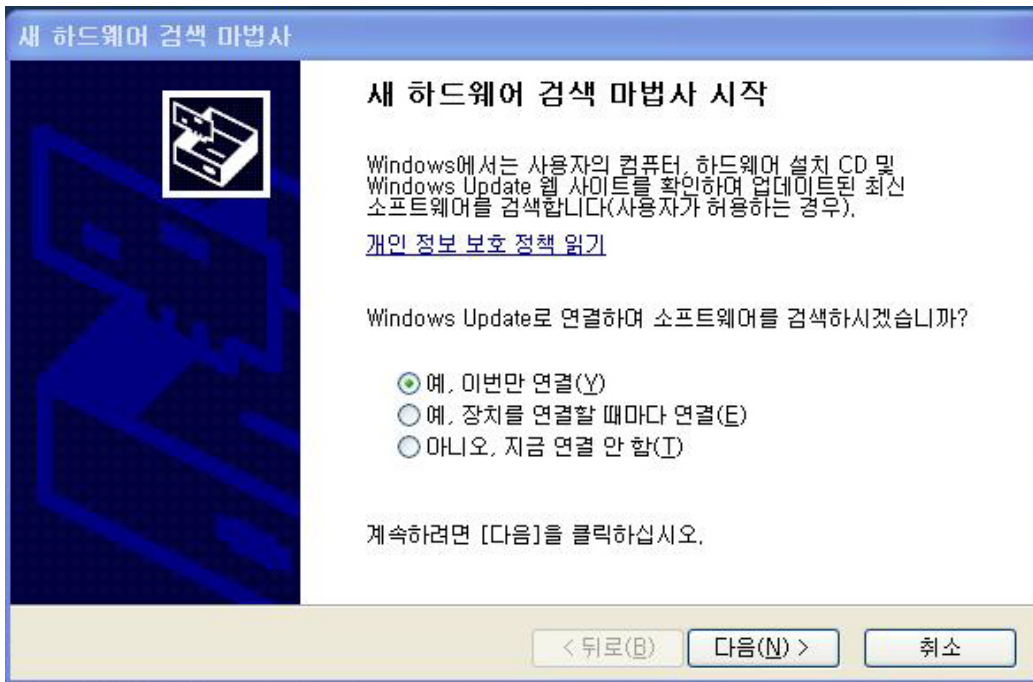 새 하드웨어 검색 마법사
새 하드웨어 검색 마법사 시작
Windows에서는 사용자의 컴퓨터, 하드웨어 설치 CD 및
Windows Update 웹 사이트를 확인하여 업데이트된 최신
소프트웨어를 검색합니다(사용자가 허용하는 경우).
개인 정보 보호 정책 읽기
Windows Update로 연결하여 소프트웨어를 검색하시겠습니까?
예, 이번만 연결(Y)
예, 장치를 연결할 때마다 연결(E)
아니오, 지금 연결 안 함(T)
계속하려면 [다음]을 클릭하십시오.
< 뒤로(B) 다음(N) > 취소